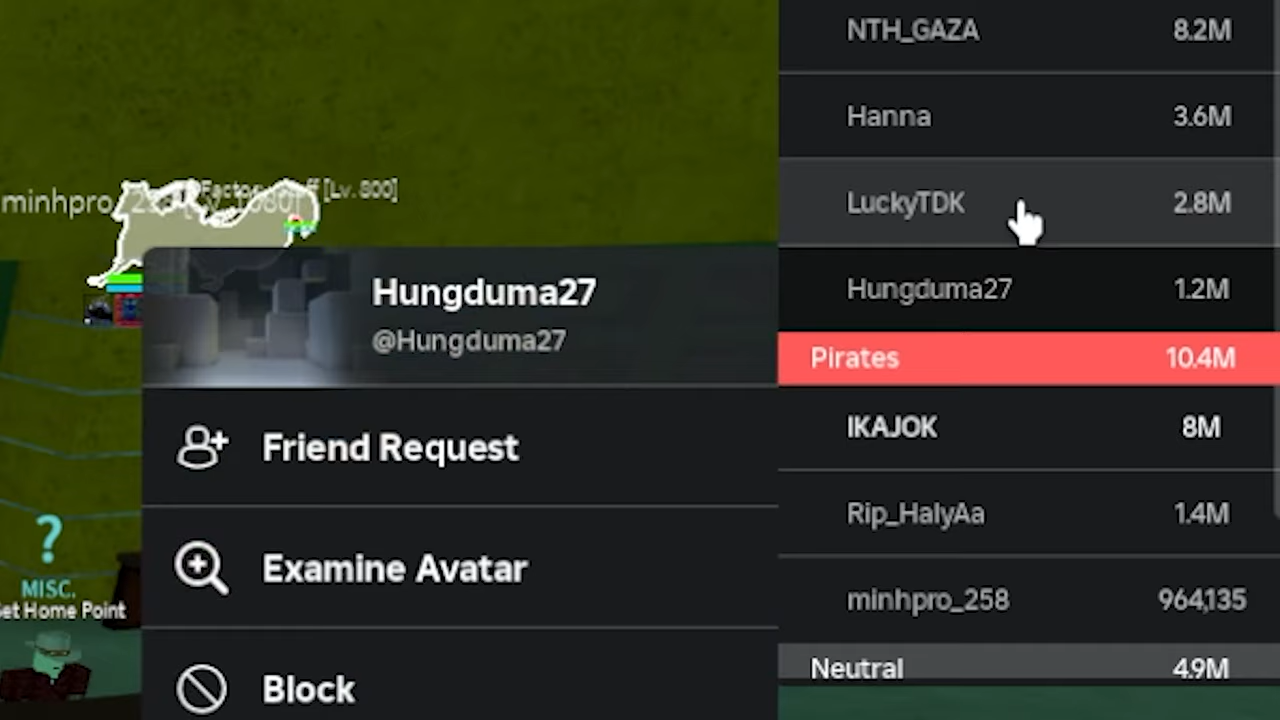 NTH_GAZA 8.2M
Hanna 3.6M
LuckyTDK 2.8M
Hungduma27 1.2M
Pirates 10.4M
IKAJOK 8M
Rip_HalyAa 1.4M
minhpro_258 964,135
Neutral 4.9M
[Lv. 800]
minhpro
Hungduma27
@Hungduma27
Friend Request
Examine Avatar
Block
?
MISC.
Set Home Point